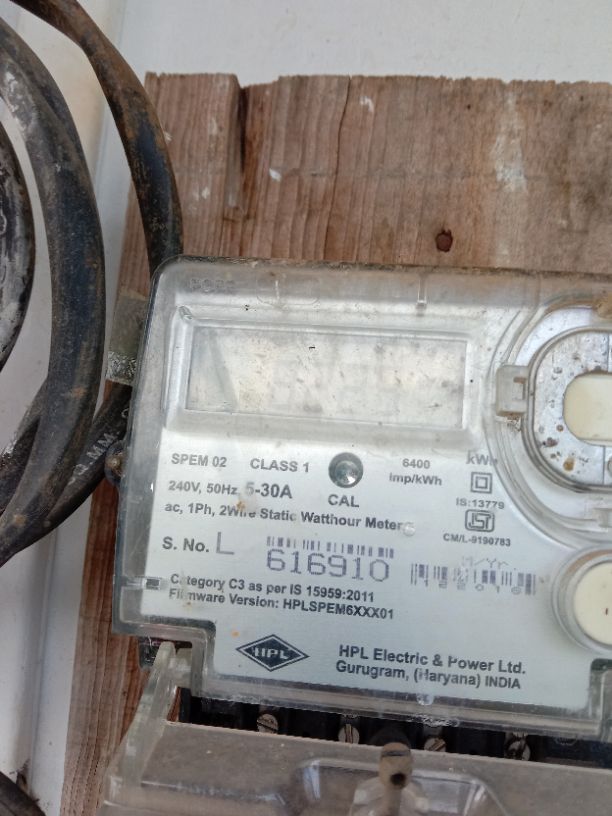 SPEM 02 CLASS 1 6400 kWh
imp/kWh
240V, 50Hz, 5-30A CAL IS:13779
ac, 1Ph, 2Wire Static Watthour Meter
CM/L-9190783
S. No. L 616910 M/Yr.
Category C3 as per IS 15959:2011
Firmware Version: HPLSPEM6XXX01
HPL HPL Electric & Power Ltd.
Gurugram, (Haryana) INDIA